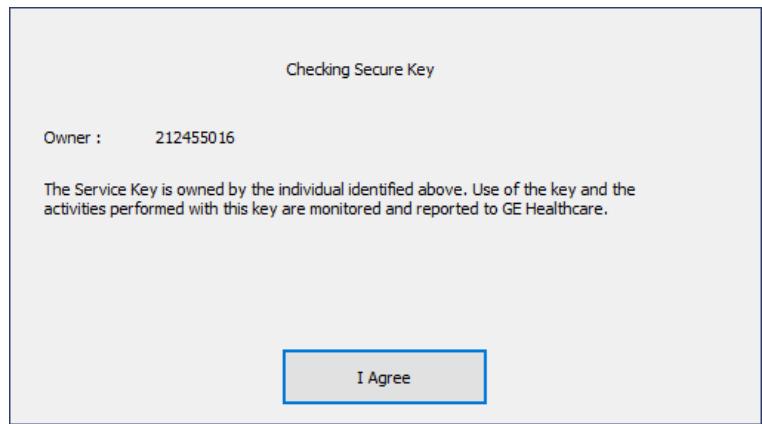 Checking Secure Key
Owner : 212455016
The Service Key is owned by the individual identified above. Use of the key and the
activities performed with this key are monitored and reported to GE Healthcare.
I Agree